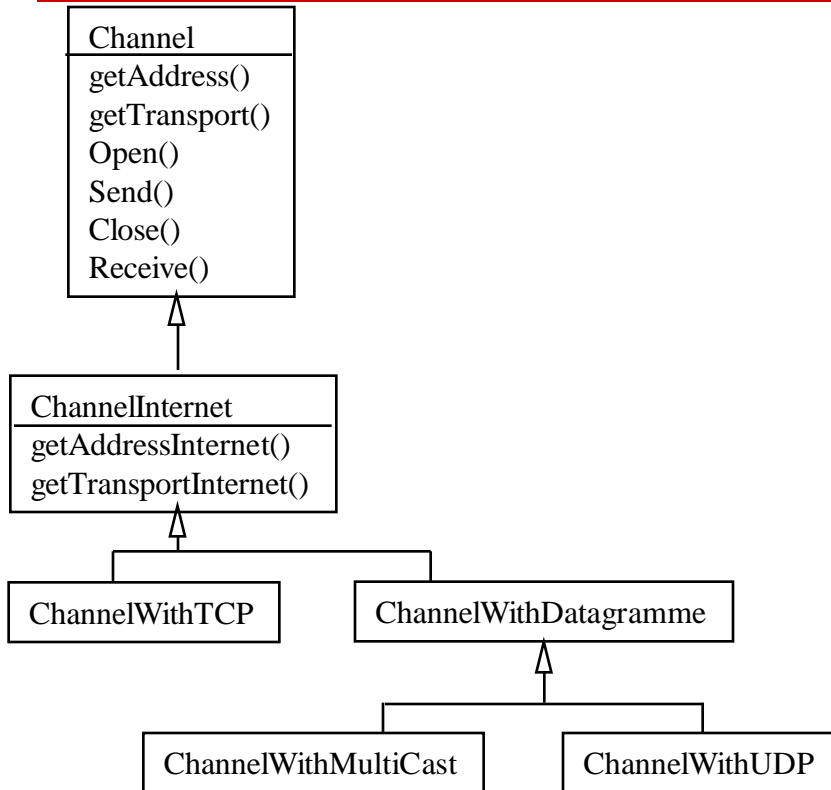 Channel
getAddress()
getTransport()
Open()
Send()
Close()
Receive()
ChannelInternet
getAddressInternet()
getTransportInternet()
ChannelWithTCP
ChannelWithDatagramme
ChannelWithMultiCast
ChannelWithUDP